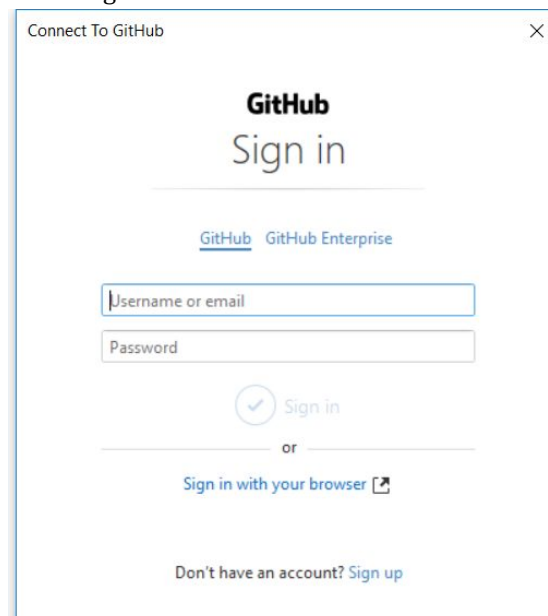 Connect To GitHub
GitHub
Sign in
GitHub GitHub Enterprise
Username or email
Password
Sign in
or
Sign in with your browser
Don't have an account? Sign up